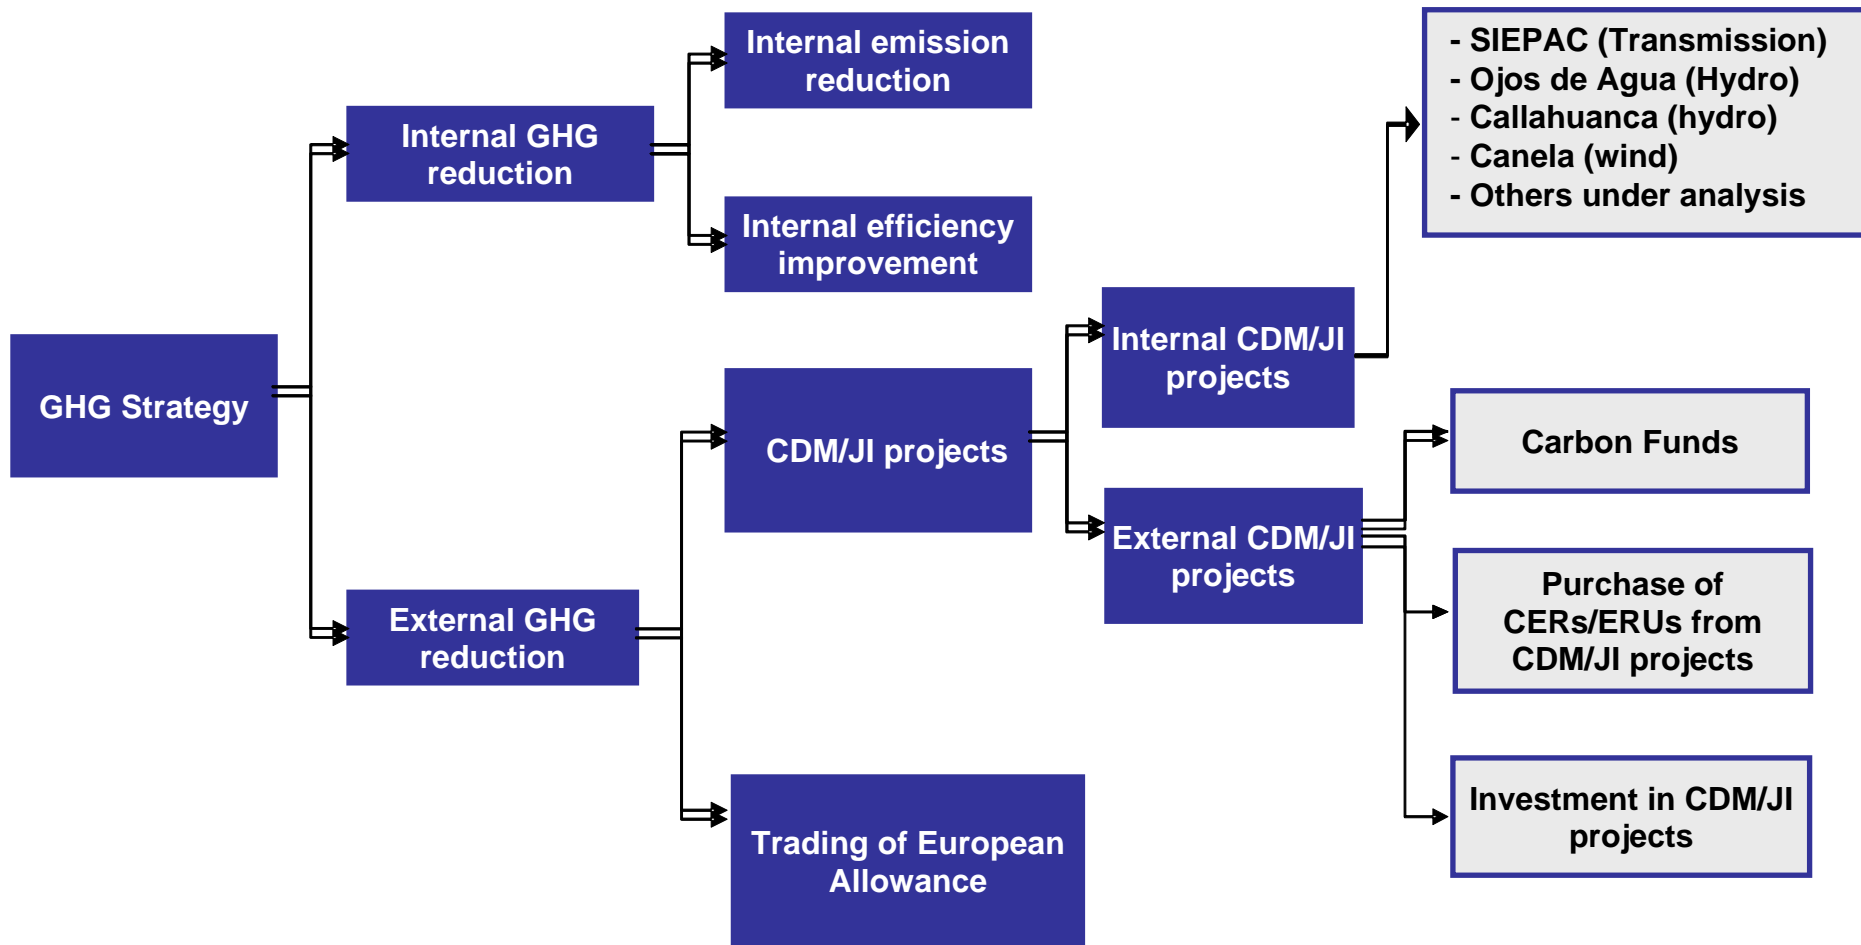 GHG Strategy
Internal GHG
reduction
External GHG
reduction
Internal emission
reduction
Internal efficiency
improvement
CDM/JI projects
Trading of European
Allowance
Internal CDM/JI
projects
External CDM/JI
projects
- SIEPAC (Transmission)
- Ojos de Agua (Hydro)
- Callahuanca (hydro)
- Canela (wind)
- Others under analysis
Carbon Funds
Purchase of
CERs/ERUs from
CDM/JI projects
Investment in CDM/JI
projects